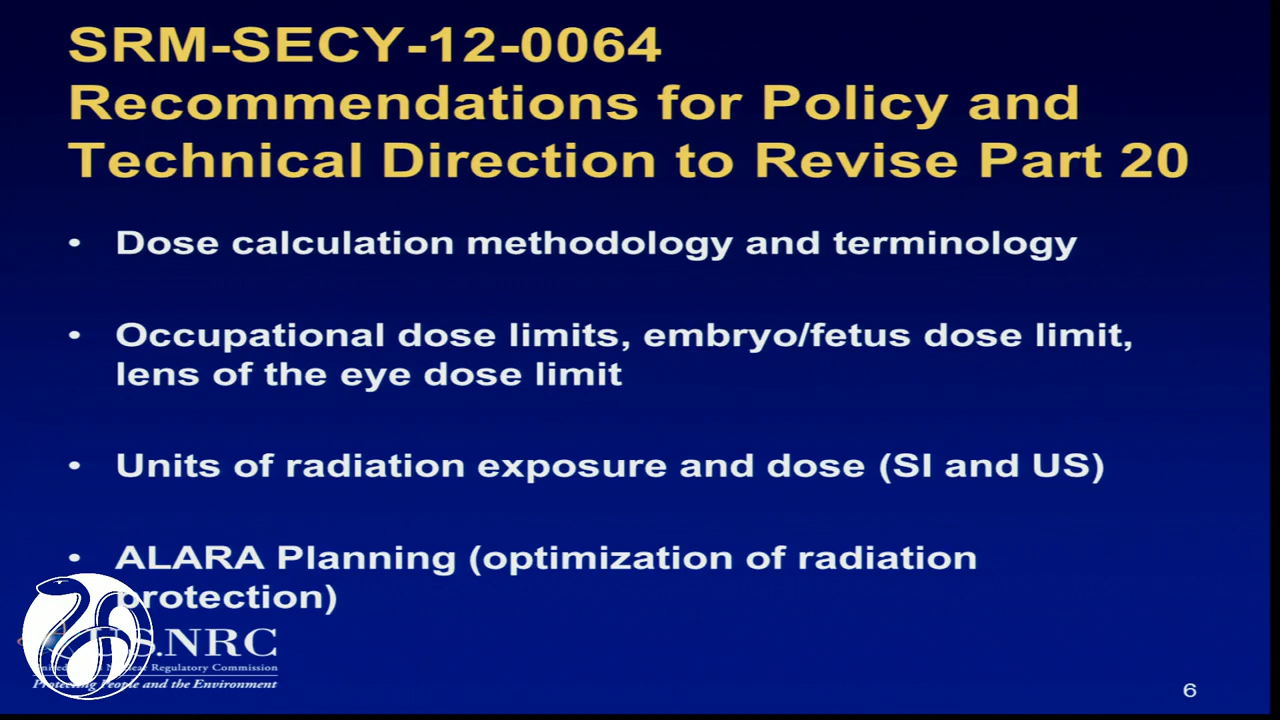 SRM-SECY-12-0064
Recommendations for Policy and
Technical Direction to Revise Part 20
• Dose calculation methodology and terminology
• Occupational dose limits, embryo/fetus dose limit,
lens of the eye dose limit
• Units of radiation exposure and dose (SI and US)
• ALARA Planning (optimization of radiation
protection)
U.S.NRC
Nuclear Regulatory Commission
Protecting People and the Environment
6